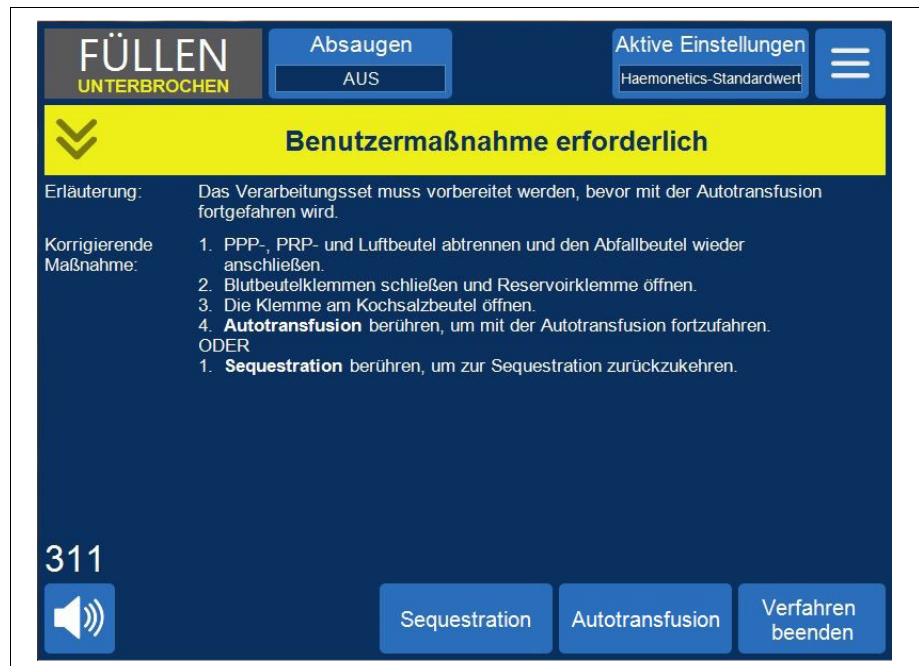 FÜLLEN
UNTERBROCHEN
Absaugen
AUS
Aktive Einstellungen
Haemonetics-Standardwert
Benutzermaßnahme erforderlich
Erläuterung:
Das Verarbeitungsset muss vorbereitet werden, bevor mit der Autotransfusion
fortgefahren wird.
Korrigierende
Maßnahme:
1. PPP-, PRP- und Luftbeutel abtrennen und den Abfallbeutel wieder
anschließen.
2. Blutbeutelklemmen schließen und Reservoirklemme öffnen.
3. Die Klemme am Kochsalzbeutel öffnen.
4. Autotransfusion berühren, um mit der Autotransfusion fortzufahren.
ODER
1. Sequestration berühren, um zur Sequestration zurückzukehren.
311
Sequestration
Autotransfusion
Verfahren
beenden